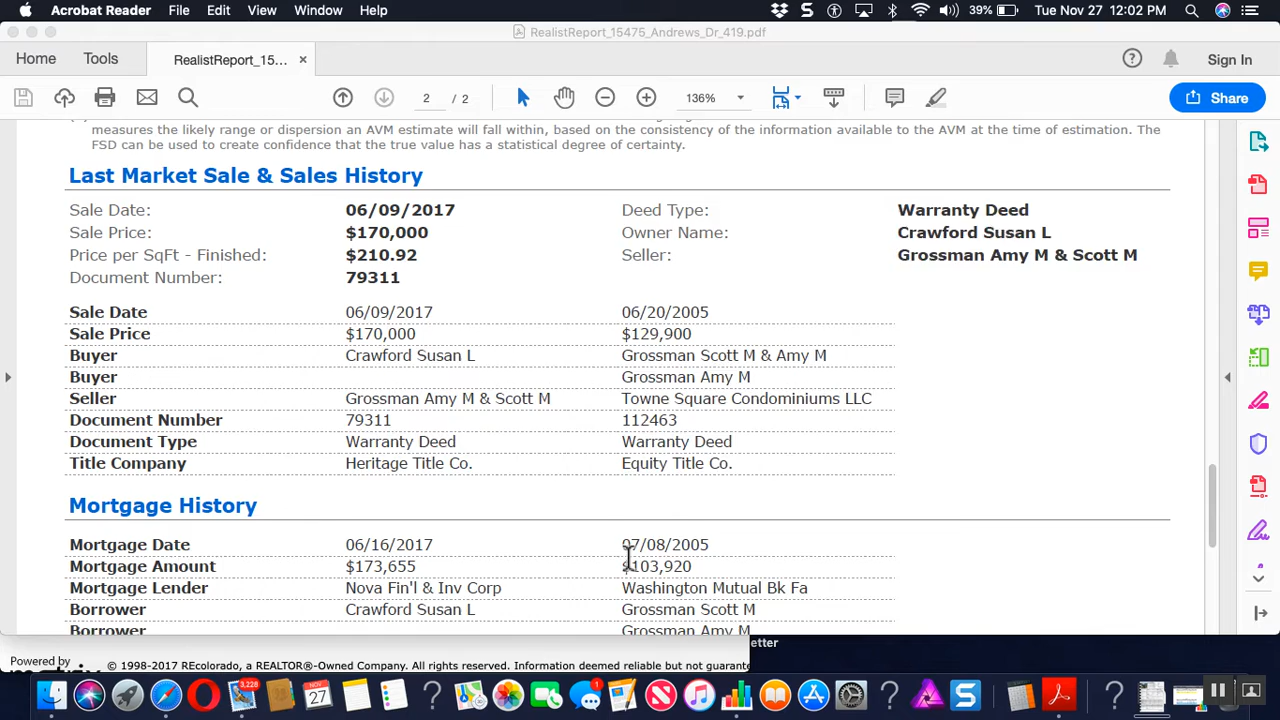 Acrobat Reader File Edit View Window Help 39% Tue Nov 27 12:02 PM
RealistReport_15475_Andrews_Dr_419.pdf
Home Tools RealistReport_15... × Sign In
2 / 2 136% Share
measures the likely range or dispersion an AVM estimate will fall within, based on the consistency of the information available to the AVM at the time of estimation. The
FSD can be used to create confidence that the true value has a statistical degree of certainty.
Last Market Sale & Sales History
Sale Date: 06/09/2017 Deed Type: Warranty Deed
Sale Price: $170,000 Owner Name: Crawford Susan L
Price per SqFt - Finished: $210.92 Seller: Grossman Amy M & Scott M
Document Number: 79311
Sale Date 06/09/2017 06/20/2005
Sale Price $170,000 $129,900
Buyer Crawford Susan L Grossman Scott M & Amy M
Buyer Grossman Amy M
Seller Grossman Amy M & Scott M Towne Square Condominiums LLC
Document Number 79311 112463
Document Type Warranty Deed Warranty Deed
Title Company Heritage Title Co. Equity Title Co.
Mortgage History
Mortgage Date 06/16/2017 07/08/2005
Mortgage Amount $173,655 $103,920
Mortgage Lender Nova Fin'l & Inv Corp Washington Mutual Bk Fa
Borrower Crawford Susan L Grossman Scott M
Borrower Grossman Amy M
etter
Powered by
© 1998-2017 REcolorado, a REALTOR®-Owned Company. All rights reserved. Information deemed reliable but not guarante
3,228
NOV
27
1